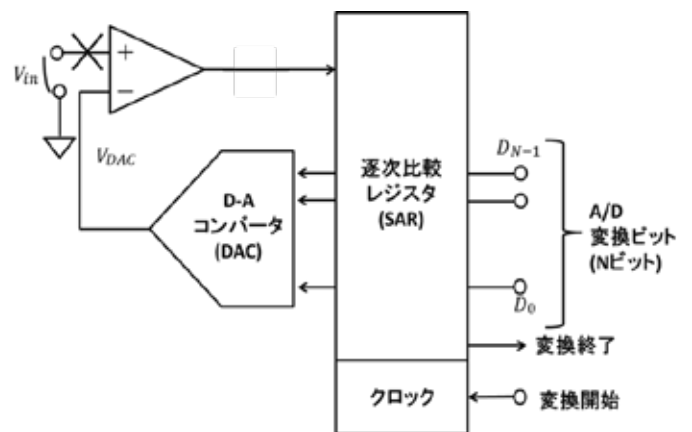 V_in
+
−
V_DAC
D-A
コンバータ
(DAC)
逐次比較
レジスタ
(SAR)
D_{N−1}
D_0
A/D
変換ビット
(Nビット)
変換終了
クロック
変換開始